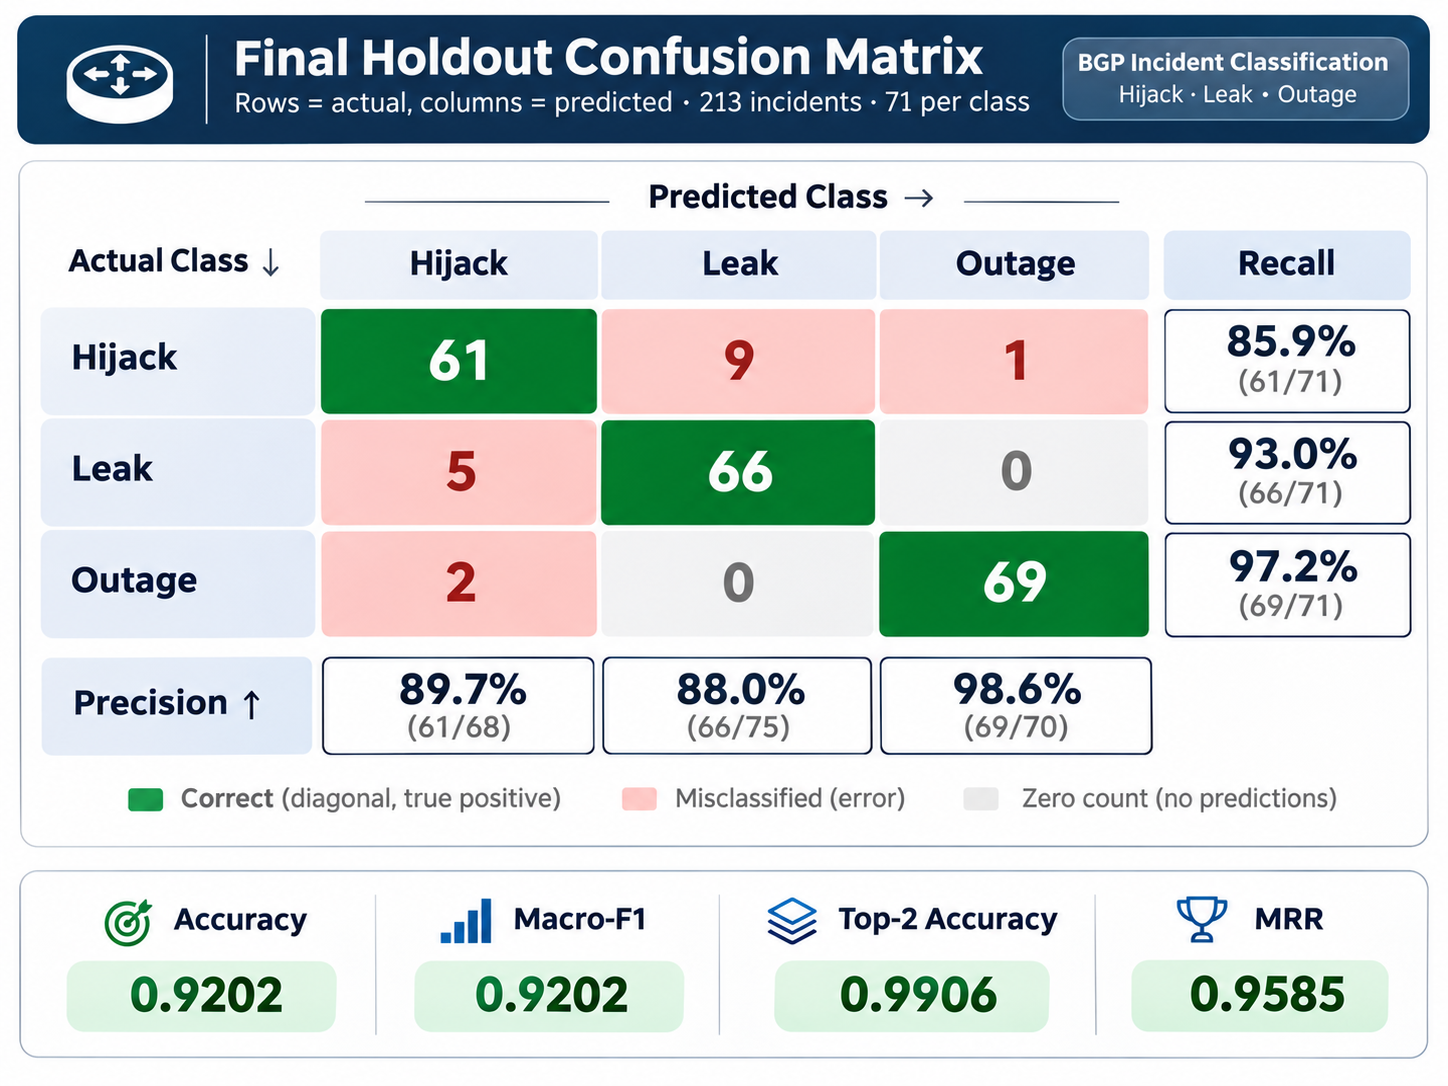 Final Holdout Confusion Matrix
Rows = actual, columns = predicted · 213 incidents · 71 per class
BGP Incident Classification
Hijack · Leak • Outage
Predicted Class →
Actual Class ↓
Hijack
Leak
Outage
Recall
Hijack
61
9
1
85.9%
(61/71)
Leak
5
66
0
93.0%
(66/71)
Outage
2
0
69
97.2%
(69/71)
Precision ↑
89.7%
(61/68)
88.0%
(66/75)
98.6%
(69/70)
Correct (diagonal, true positive)
Misclassified (error)
Zero count (no predictions)
Accuracy
0.9202
Macro-F1
0.9202
Top-2 Accuracy
0.9906
MRR
0.9585